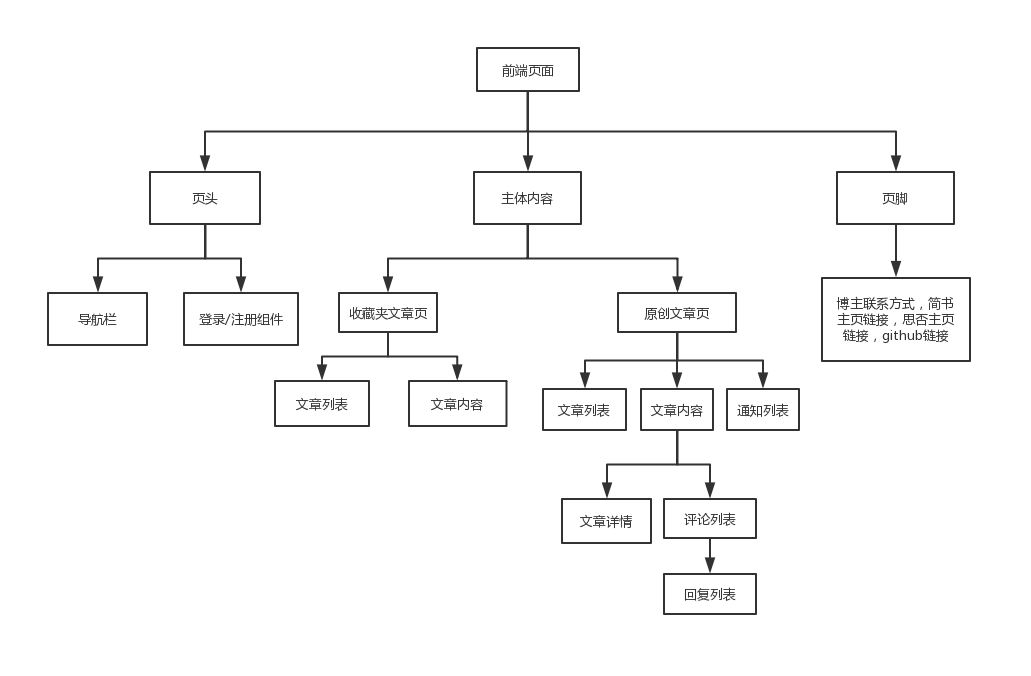 前端页面
页头
主体内容
页脚
导航栏
登录/注册组件
收藏夹文章页
原创文章页
博主联系方式，简书
主页链接，思否主页
链接，github链接
文章列表
文章内容
文章列表
文章内容
通知列表
文章详情
评论列表
回复列表